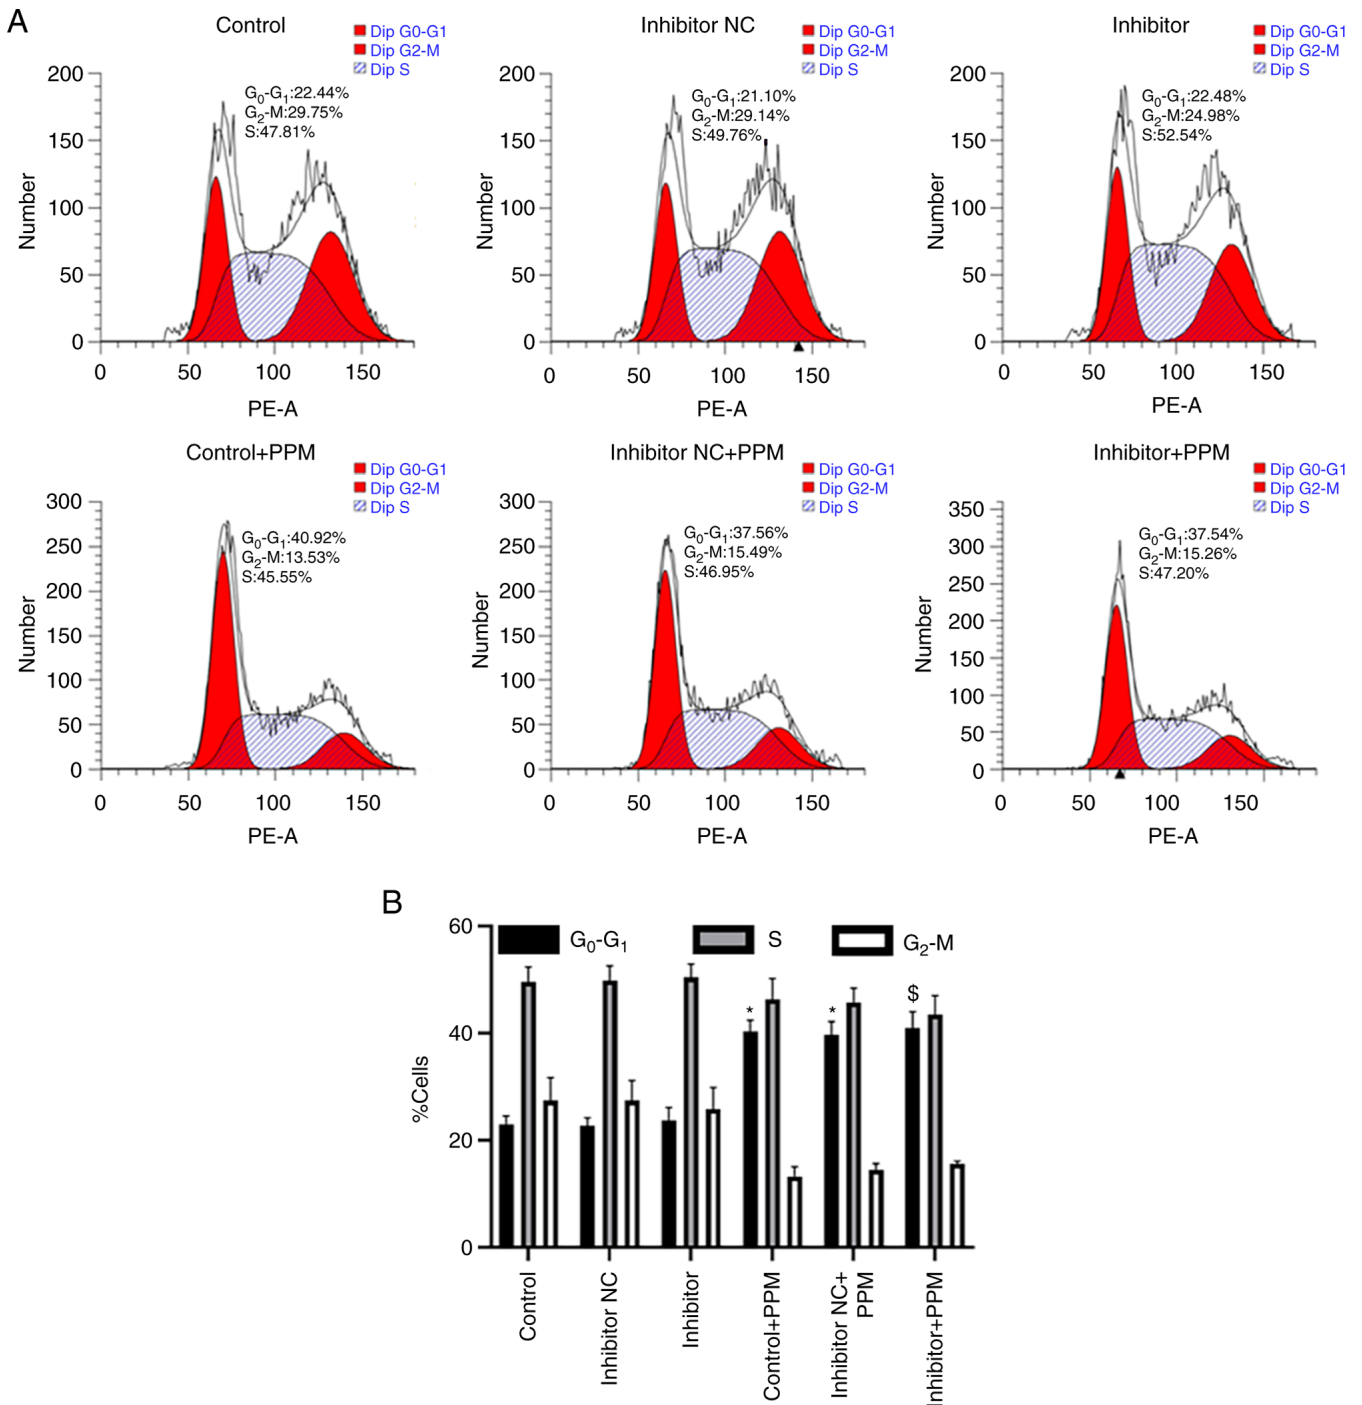 A
Control
Dip G0-G1
Dip G2-M
Dip S
G0-G1:22.44%
G2-M:29.75%
S:47.81%
200
150
100
50
0
Number
0 50 100 150
PE-A
Inhibitor NC
Dip G0-G1
Dip G2-M
Dip S
G0-G1:21.10%
G2-M:29.14%
S:49.76%
200
150
100
50
0
Number
0 50 100 150
PE-A
Inhibitor
Dip G0-G1
Dip G2-M
Dip S
G0-G1:22.48%
G2-M:24.98%
S:52.54%
200
150
100
50
0
Number
0 50 100 150
PE-A
Control+PPM
Dip G0-G1
Dip G2-M
Dip S
G0-G1:40.92%
G2-M:13.53%
S:45.55%
300
250
200
150
100
50
0
Number
0 50 100 150
PE-A
Inhibitor NC+PPM
Dip G0-G1
Dip G2-M
Dip S
G0-G1:37.56%
G2-M:15.49%
S:46.95%
300
250
200
150
100
50
0
Number
0 50 100 150
PE-A
Inhibitor+PPM
Dip G0-G1
Dip G2-M
Dip S
G0-G1:37.54%
G2-M:15.26%
S:47.20%
350
300
250
200
150
100
50
0
Number
0 50 100 150
PE-A
B
G0-G1 S G2-M
60
40
20
0
%Cells
* * $
Control
Inhibitor NC
Inhibitor
Control+PPM
Inhibitor NC+
PPM
Inhibitor+PPM